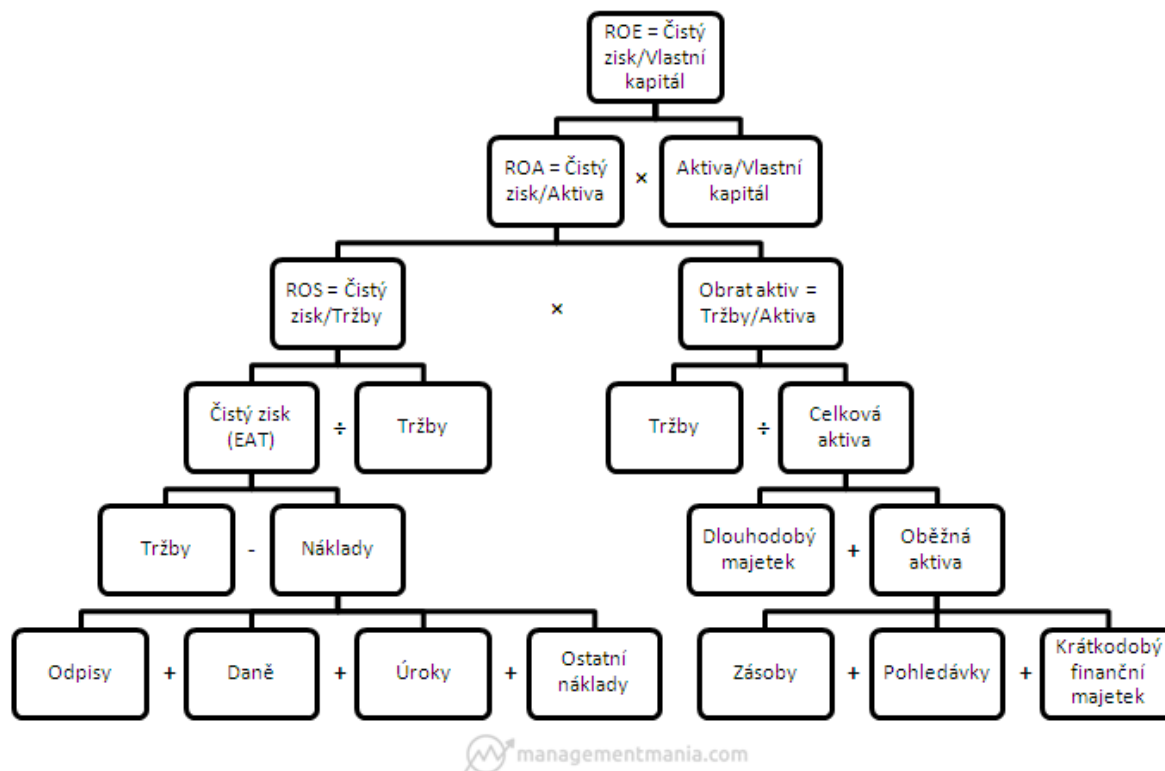 ROE = Čistý
zisk/Vlastní
kapitál
ROA = Čistý
zisk/Aktiva
×
Aktiva/Vlastní
kapitál
ROS = Čistý
zisk/Tržby
×
Obrat aktiv =
Tržby/Aktiva
Čistý zisk
(EAT)
÷
Tržby
Tržby
÷
Celková
aktiva
Tržby
-
Náklady
Dlouhodobý
majetek
+
Oběžná
aktiva
Odpisy
+
Daně
+
Úroky
+
Ostatní
náklady
Zásoby
+
Pohledávky
+
Krátkodobý
finanční
majetek
managementmania.com